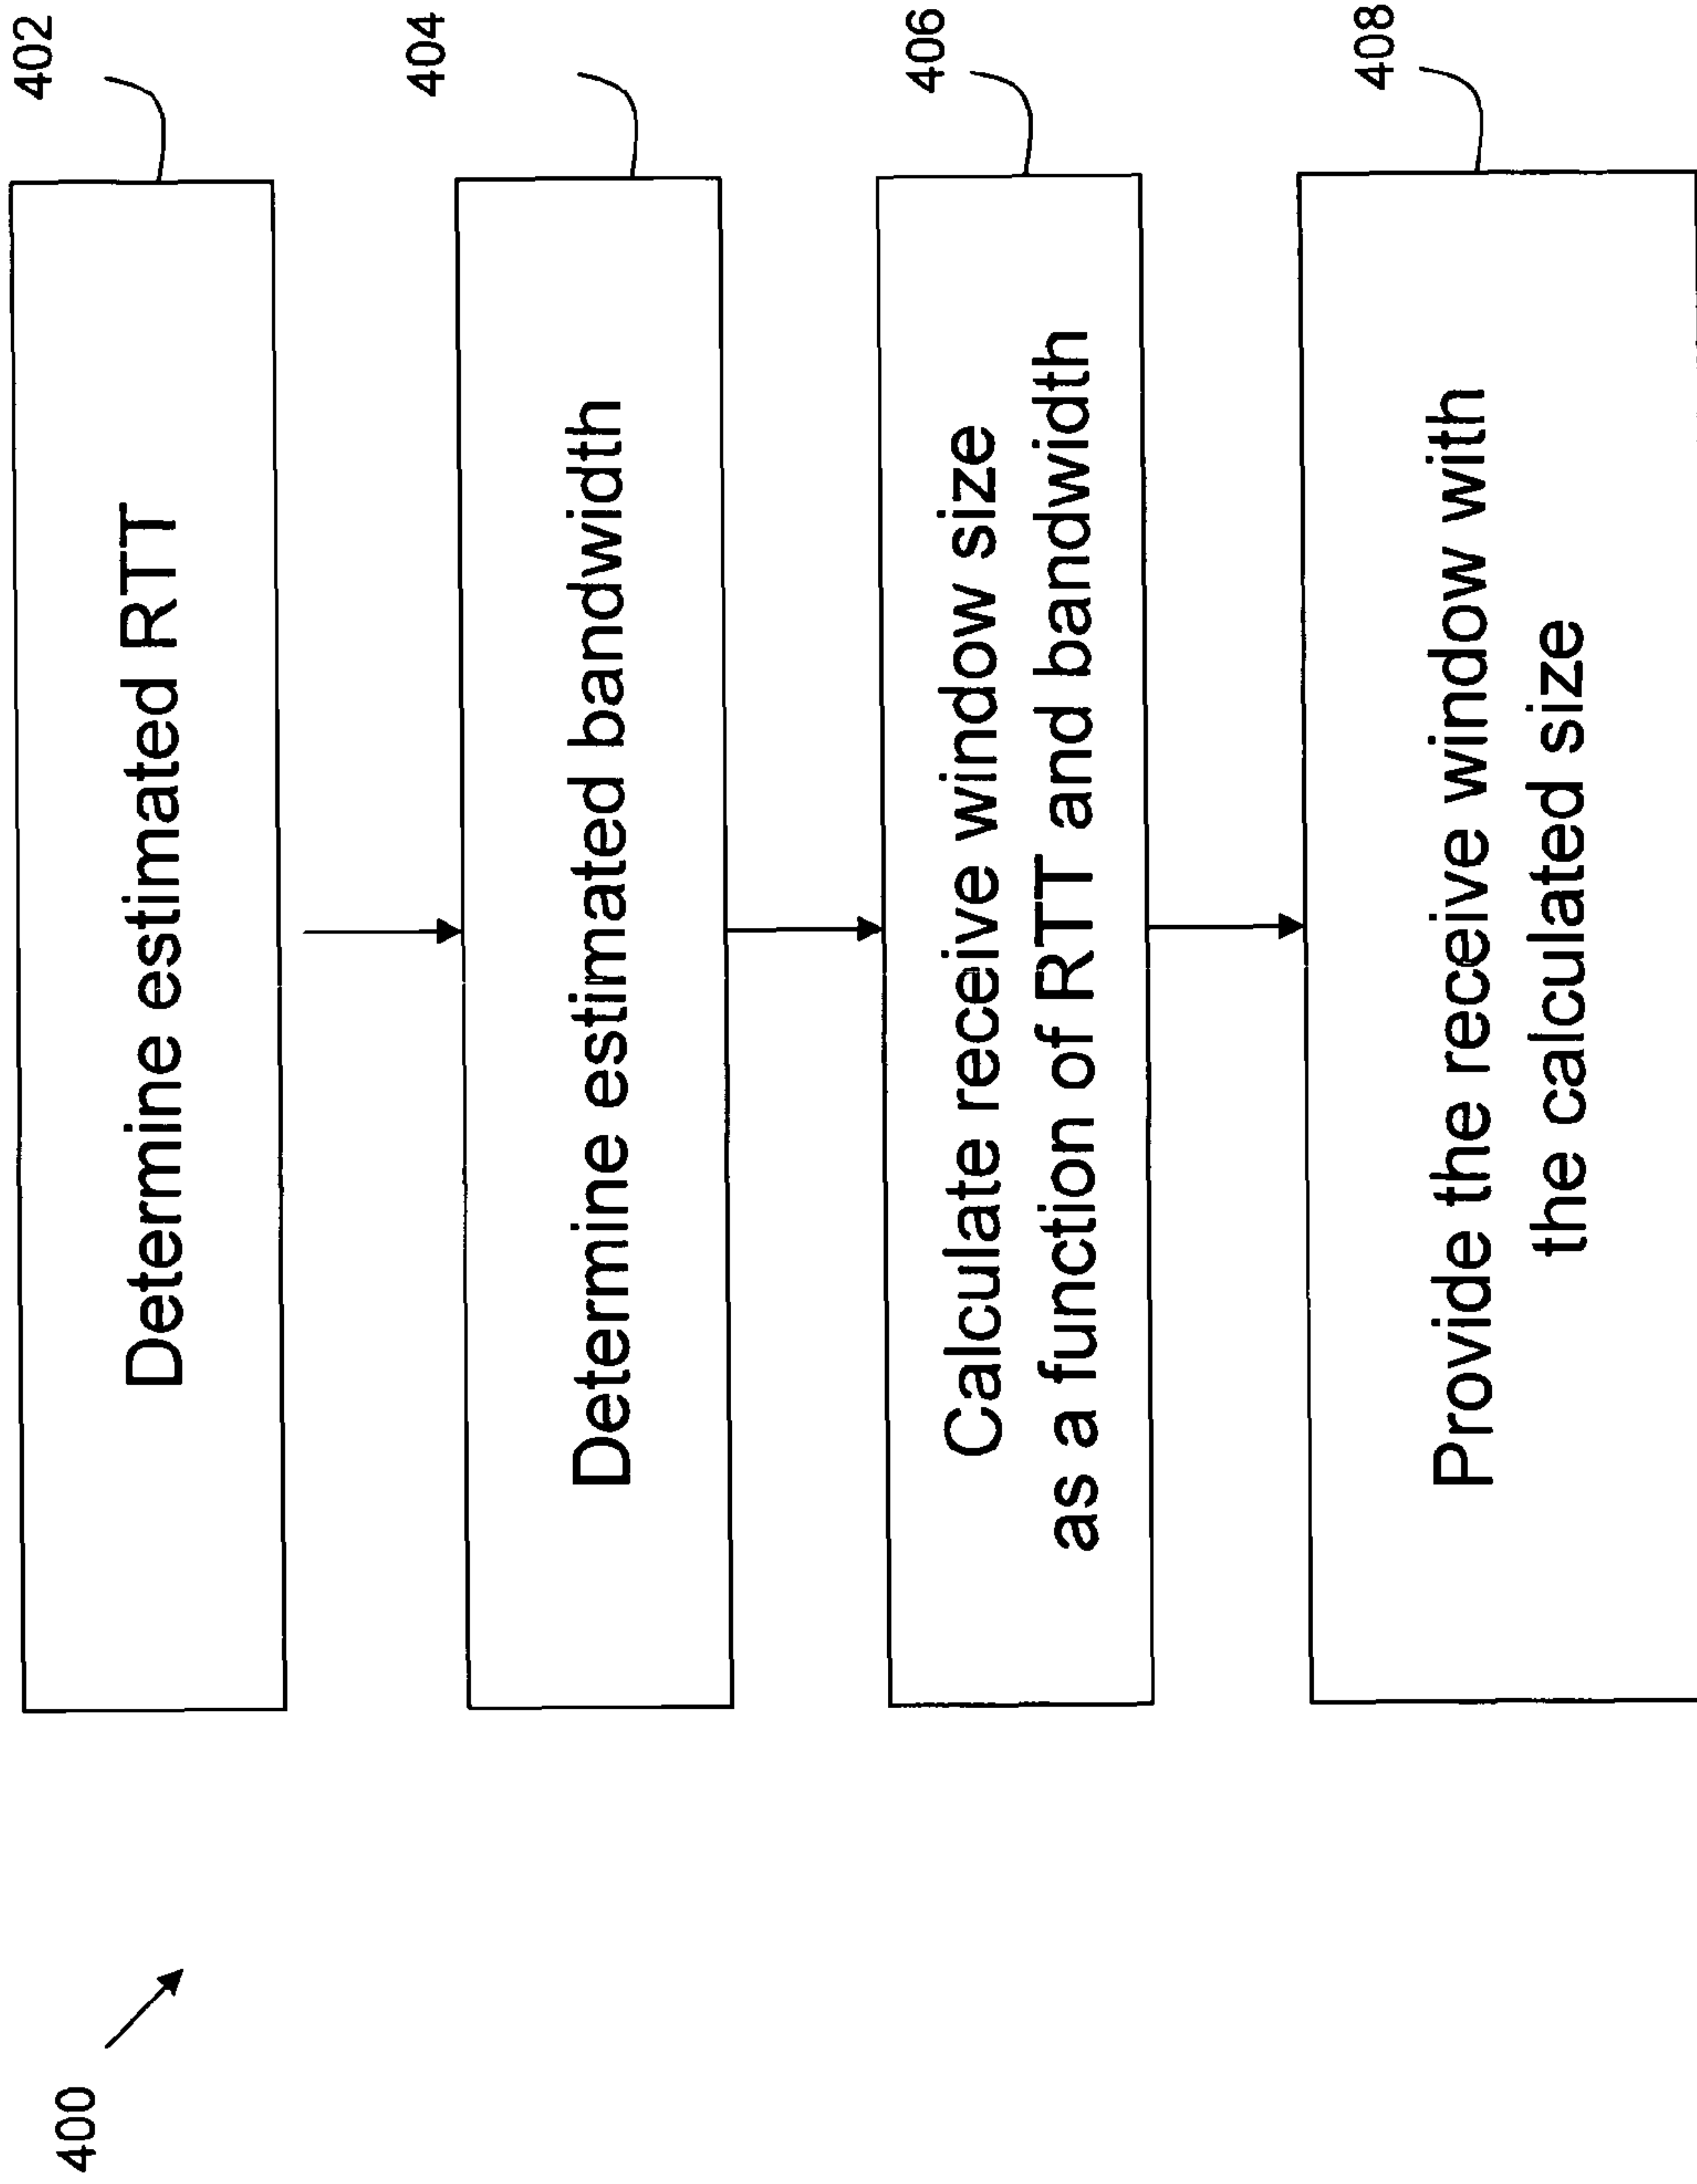 400
402
Determine estimated RTT
404
Determine estimated bandwidth
406
Calculate receive window size
as a function of RTT and bandwidth
408
Provide the receive window with
the calculated size